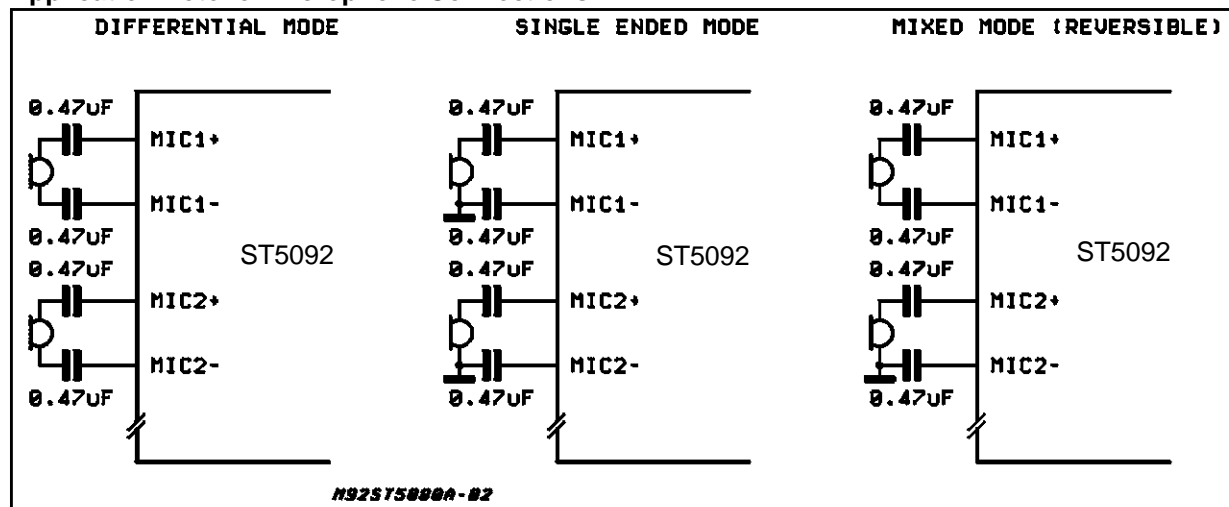 DIFFERENTIAL MODE
SINGLE ENDED MODE
MIXED MODE (REVERSIBLE)
0.47uF
MIC1+
MIC1-
0.47uF
ST5092
0.47uF
MIC2+
MIC2-
0.47uF
0.47uF
MIC1+
MIC1-
0.47uF
ST5092
0.47uF
MIC2+
MIC2-
0.47uF
0.47uF
MIC1+
MIC1-
0.47uF
ST5092
0.47uF
MIC2+
MIC2-
0.47uF
M92ST5080A-02